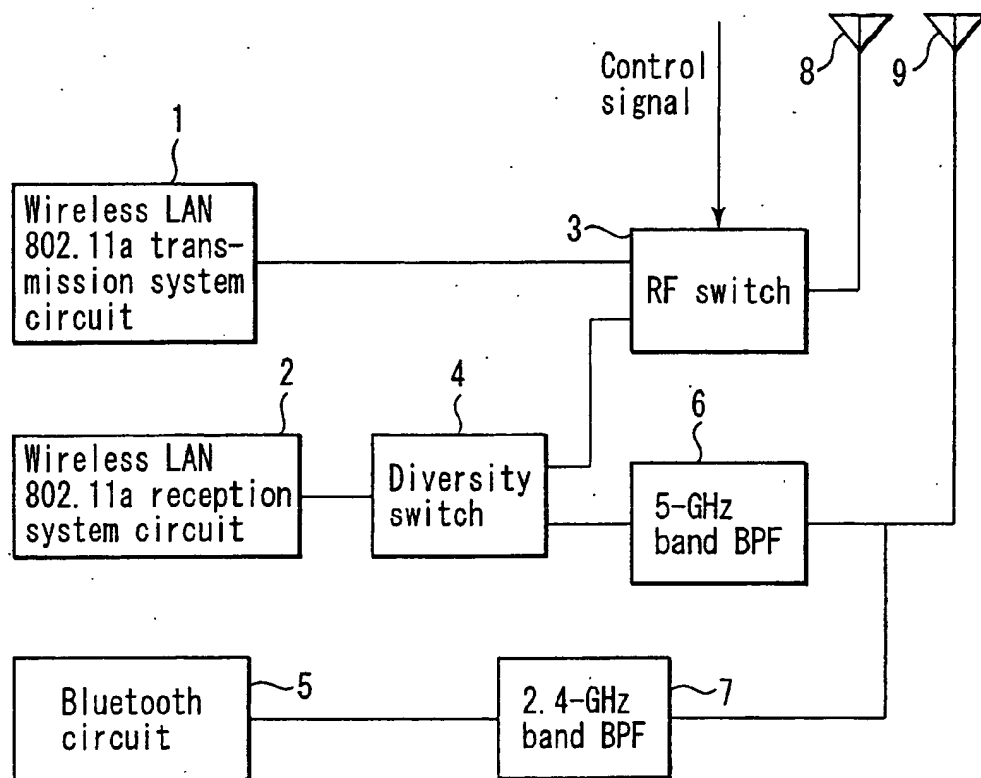 8
9
Control
signal
1
Wireless LAN
802.11a trans-
mission system
circuit
3
RF switch
2
Wireless LAN
802.11a reception
system circuit
4
Diversity
switch
6
5-GHz
band BPF
Bluetooth
circuit
5
2.4-GHz
band BPF
7